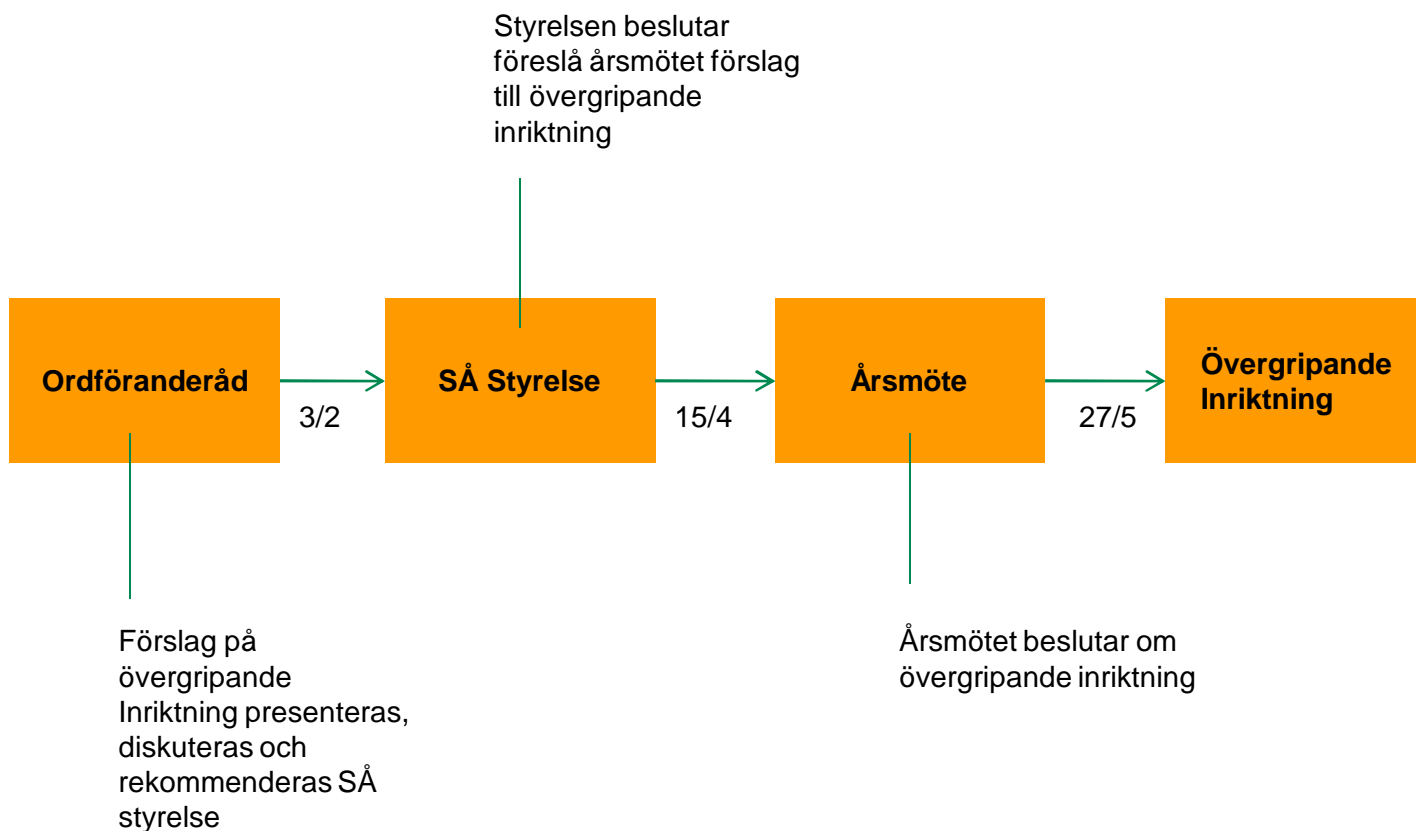 Styrelsen beslutar
föreslå årsmötet förslag
till övergripande
inriktning
Ordföranderåd
3/2
SÅ Styrelse
15/4
Årsmöte
27/5
Övergripande
Inriktning
Förslag på
övergripande
Inriktning presenteras,
diskuteras och
rekommenderas SÅ
styrelse
Årsmötet beslutar om
övergripande inriktning